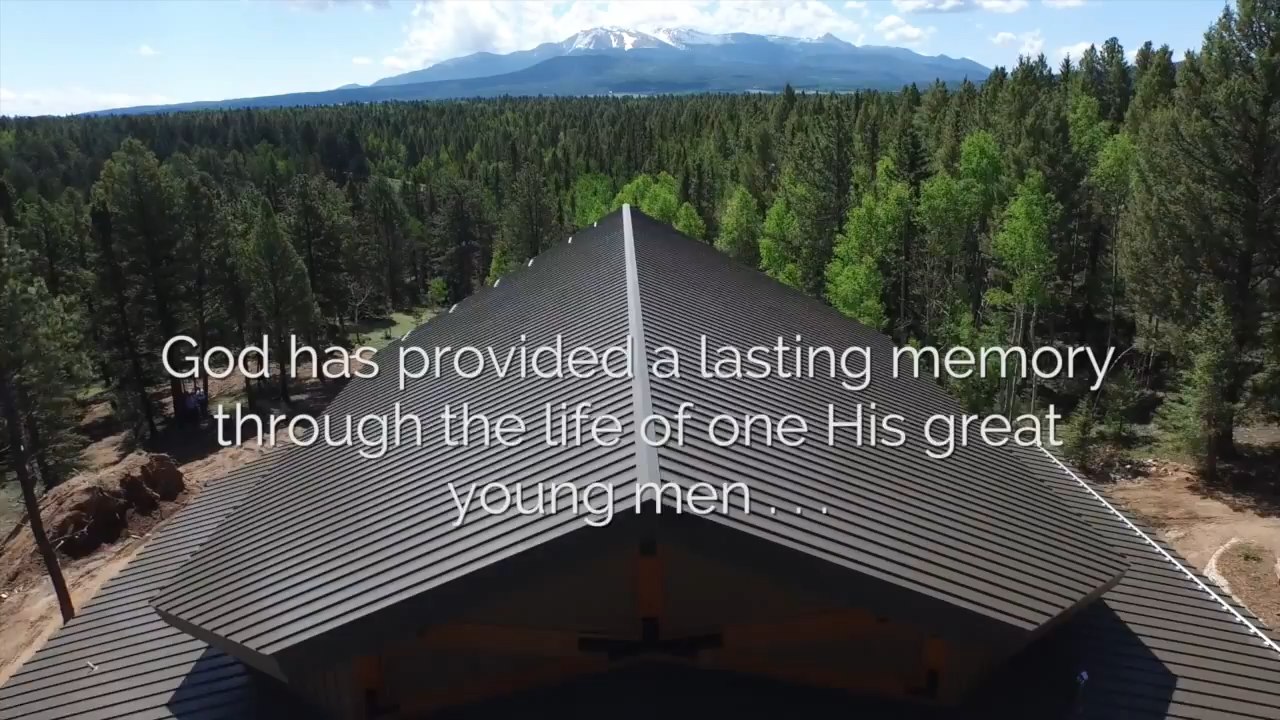 God has provided a lasting memory
through the life of one His great
young men . . .